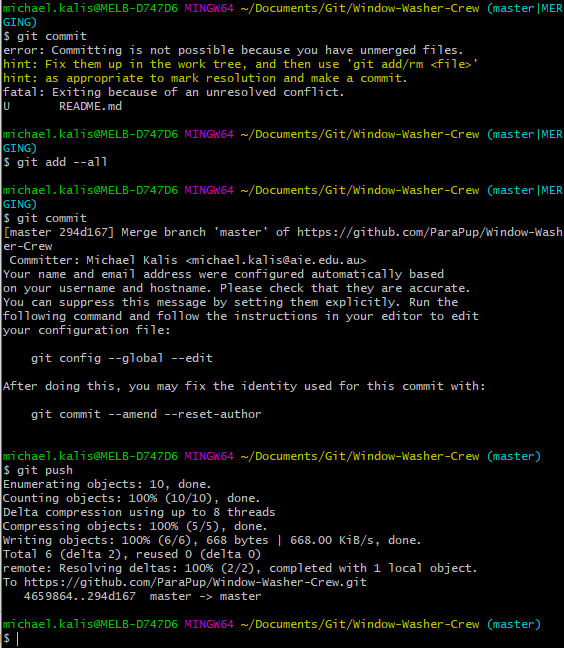 michael.kalis@MELB-D747D6 MINGW64 ~/Documents/Git/Window-Washer-Crew (master|MER
GING)
$ git commit
error: Committing is not possible because you have unmerged files.
hint: Fix them up in the work tree, and then use 'git add/rm <file>'
hint: as appropriate to mark resolution and make a commit.
fatal: Exiting because of an unresolved conflict.
U       README.md
michael.kalis@MELB-D747D6 MINGW64 ~/Documents/Git/Window-Washer-Crew (master|MER
GING)
$ git add --all
michael.kalis@MELB-D747D6 MINGW64 ~/Documents/Git/Window-Washer-Crew (master|MER
GING)
$ git commit
[master 294d167] Merge branch 'master' of https://github.com/ParaPup/Window-Wash
er-Crew
 Committer: Michael Kalis <michael.kalis@aie.edu.au>
Your name and email address were configured automatically based
on your username and hostname. Please check that they are accurate.
You can suppress this message by setting them explicitly. Run the
following command and follow the instructions in your editor to edit
your configuration file:
    git config --global --edit
After doing this, you may fix the identity used for this commit with:
    git commit --amend --reset-author
michael.kalis@MELB-D747D6 MINGW64 ~/Documents/Git/Window-Washer-Crew (master)
$ git push
Enumerating objects: 10, done.
Counting objects: 100% (10/10), done.
Delta compression using up to 8 threads
Compressing objects: 100% (5/5), done.
Writing objects: 100% (6/6), 668 bytes | 668.00 KiB/s, done.
Total 6 (delta 2), reused 0 (delta 0)
remote: Resolving deltas: 100% (2/2), completed with 1 local object.
To https://github.com/ParaPup/Window-Washer-Crew.git
   4659864..294d167  master -> master
michael.kalis@MELB-D747D6 MINGW64 ~/Documents/Git/Window-Washer-Crew (master)
$